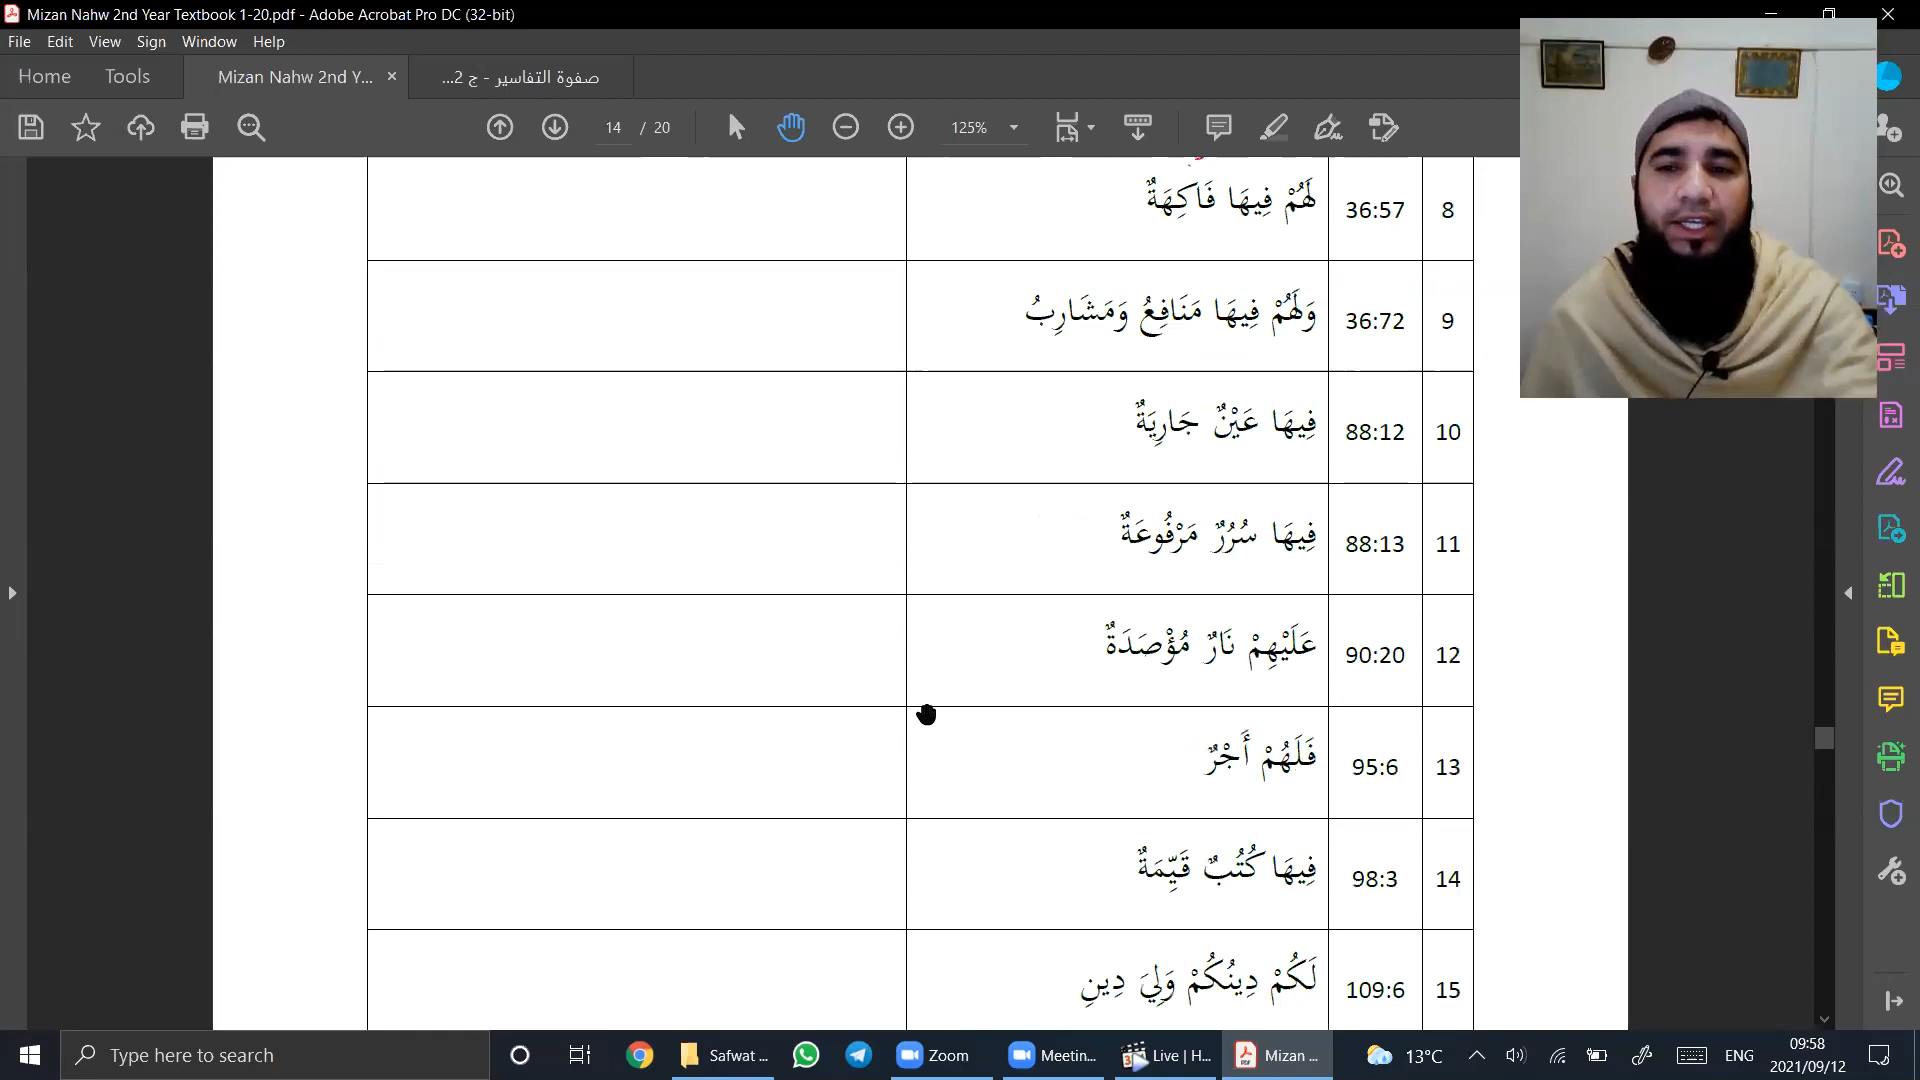 Mizan Nahw 2nd Year Textbook 1-20.pdf - Adobe Acrobat Pro DC (32-bit)
File Edit View Sign Window Help
Home Tools Mizan Nahw 2nd Y... صفوة التفاسير - ج 2...
14 / 20 125%
8 36:57 لَهُمْ فِيهَا فَاكِهَةٌ
9 36:72 وَلَهُمْ فِيهَا مَنَافِعُ وَمَشَارِبُ
10 88:12 فِيهَا عَيْنٌ جَارِيَةٌ
11 88:13 فِيهَا سُرُرٌ مَرْفُوعَةٌ
12 90:20 عَلَيْهِمْ نَارٌ مُؤْصَدَةٌ
13 95:6 فَلَهُمْ أَجْرٌ
14 98:3 فِيهَا كُتُبٌ قَيِّمَةٌ
15 109:6 لَكُمْ دِينُكُمْ وَلِيَ دِينِ
Type here to search Safwat ... Zoom Meetin... Live | H... Mizan ... 13°C ENG 09:58
2021/09/12